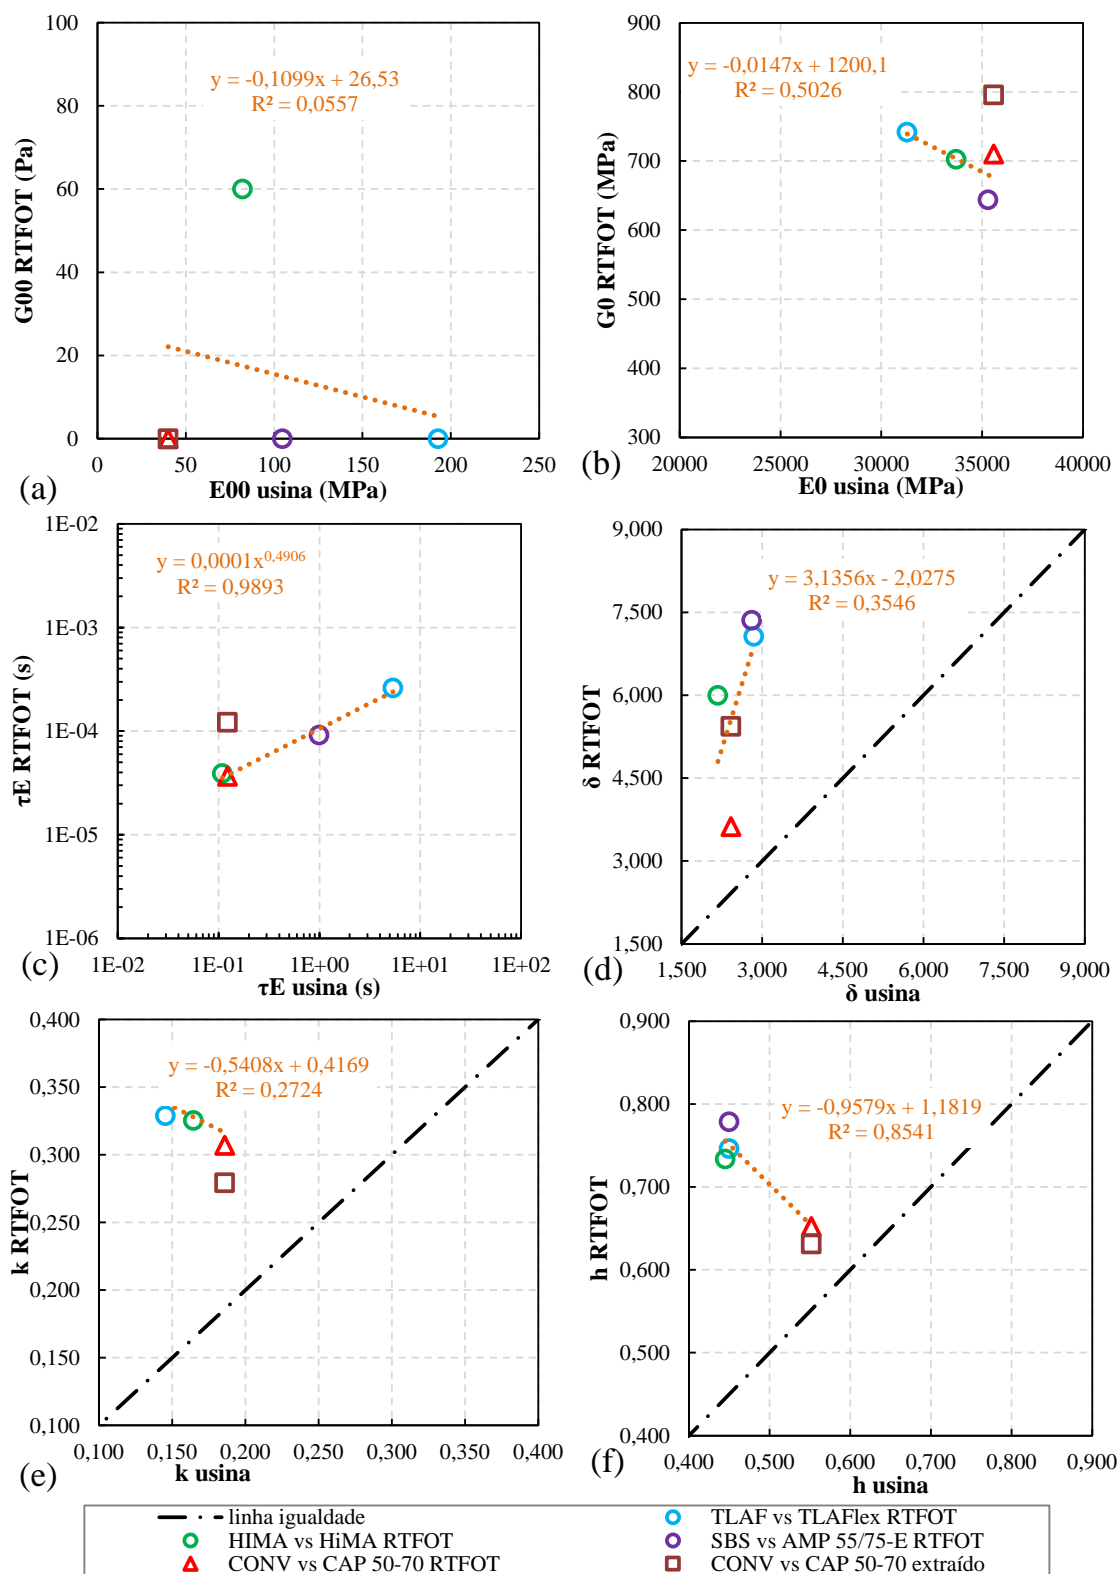 100
80
60
40
20
0
G00 RTFOT (Pa)
y = -0,1099x + 26,53
R² = 0,0557
0 50 100 150 200 250
E00 usina (MPa)
(a)
900
800
700
600
500
400
300
G0 RTFOT (MPa)
y = -0,0147x + 1200,1
R² = 0,5026
20000 25000 30000 35000 40000
E0 usina (MPa)
(b)
1E-02
1E-03
1E-04
1E-05
1E-06
τE RTFOT (s)
y = 0,0001x^0,4906
R² = 0,9893
1E-02 1E-01 1E+00 1E+01 1E+02
τE usina (s)
(c)
9,000
7,500
6,000
4,500
3,000
1,500
δ RTFOT
y = 3,1356x - 2,0275
R² = 0,3546
1,500 3,000 4,500 6,000 7,500 9,000
δ usina
(d)
0,400
0,350
0,300
0,250
0,200
0,150
0,100
k RTFOT
y = -0,5408x + 0,4169
R² = 0,2724
0,100 0,150 0,200 0,250 0,300 0,350 0,400
k usina
(e)
0,900
0,800
0,700
0,600
0,500
0,400
h RTFOT
y = -0,9579x + 1,1819
R² = 0,8541
0,400 0,500 0,600 0,700 0,800 0,900
h usina
(f)
linha igualdade
TLAF vs TLAFlex RTFOT
HIMA vs HiMA RTFOT
SBS vs AMP 55/75-E RTFOT
CONV vs CAP 50-70 RTFOT
CONV vs CAP 50-70 extraído